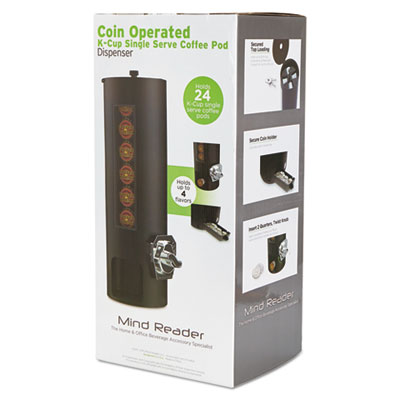 Coin Operated
K-Cup Single Serve Coffee Pod
Dispenser
Holds
24
K-Cup single
serve coffee
pods
Holds
up to
4
flavors
Mind Reader
The Home & Office Beverage Accessory Specialist
Secured
Top Loading
Secure Coin Holder
Insert 2 Quarters, Twist Knob
Mind Reader